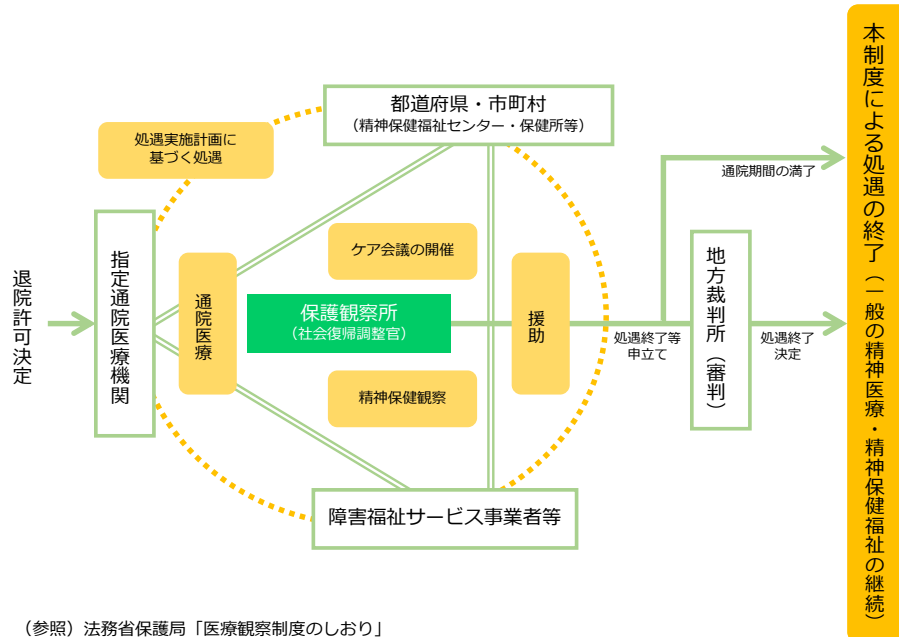 退院許可決定
指定通院医療機関
処遇実施計画に
基づく処遇
都道府県・市町村
（精神保健福祉センター・保健所等）
通院医療
ケア会議の開催
保護観察所
（社会復帰調整官）
精神保健観察
援助
障害福祉サービス事業者等
処遇終了等
申立て
通院期間の満了
地方裁判所（審判）
処遇終了
決定
本制度による処遇の終了（一般の精神医療・精神保健福祉の継続）
（参照）法務省保護局「医療観察制度のしおり」